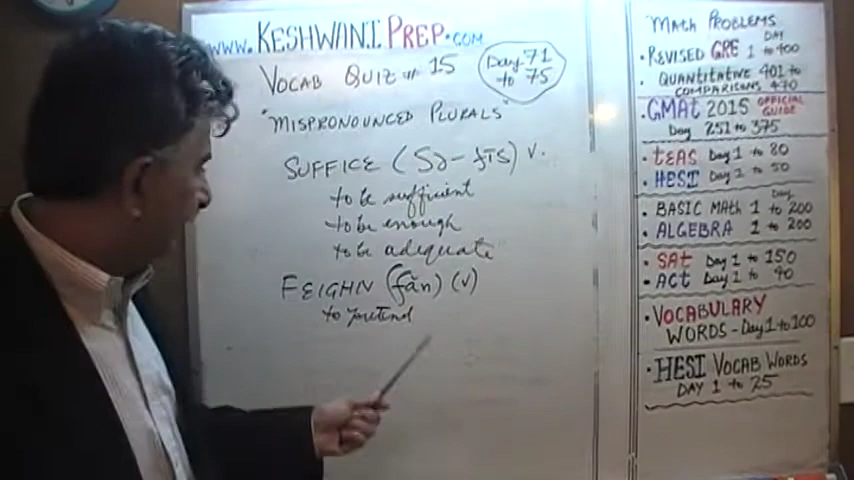 www.KESHWANIPREP.COM
VOCAB QUIZ # 15
Day 71
to 75
"MISPRONOUNCED PLURALS"
SUFFICE (Sə-fīs) v.
to be sufficient
to be enough
to be adequate
FEIGHN (fān) (v)
to pretend
MATH PROBLEMS
DAY
• REVISED GRE 1 to 400
• QUANTITATIVE 401 to
COMPARISONS 470
• GMAt 2015 OFFICIAL
GUIDE
Day 251 to 375
• tEAS Day 1 to 80
• HESI Day 1 to 50
Day
• BASIC MAth 1 to 200
• ALGEBRA 1 to 200
• SAt Day 1 to 150
• ACt Day 1 to 90
• VOCABULARY
WORDS - Day 1 to 100
• HESI VOCAB WORDS
DAY 1 to 25